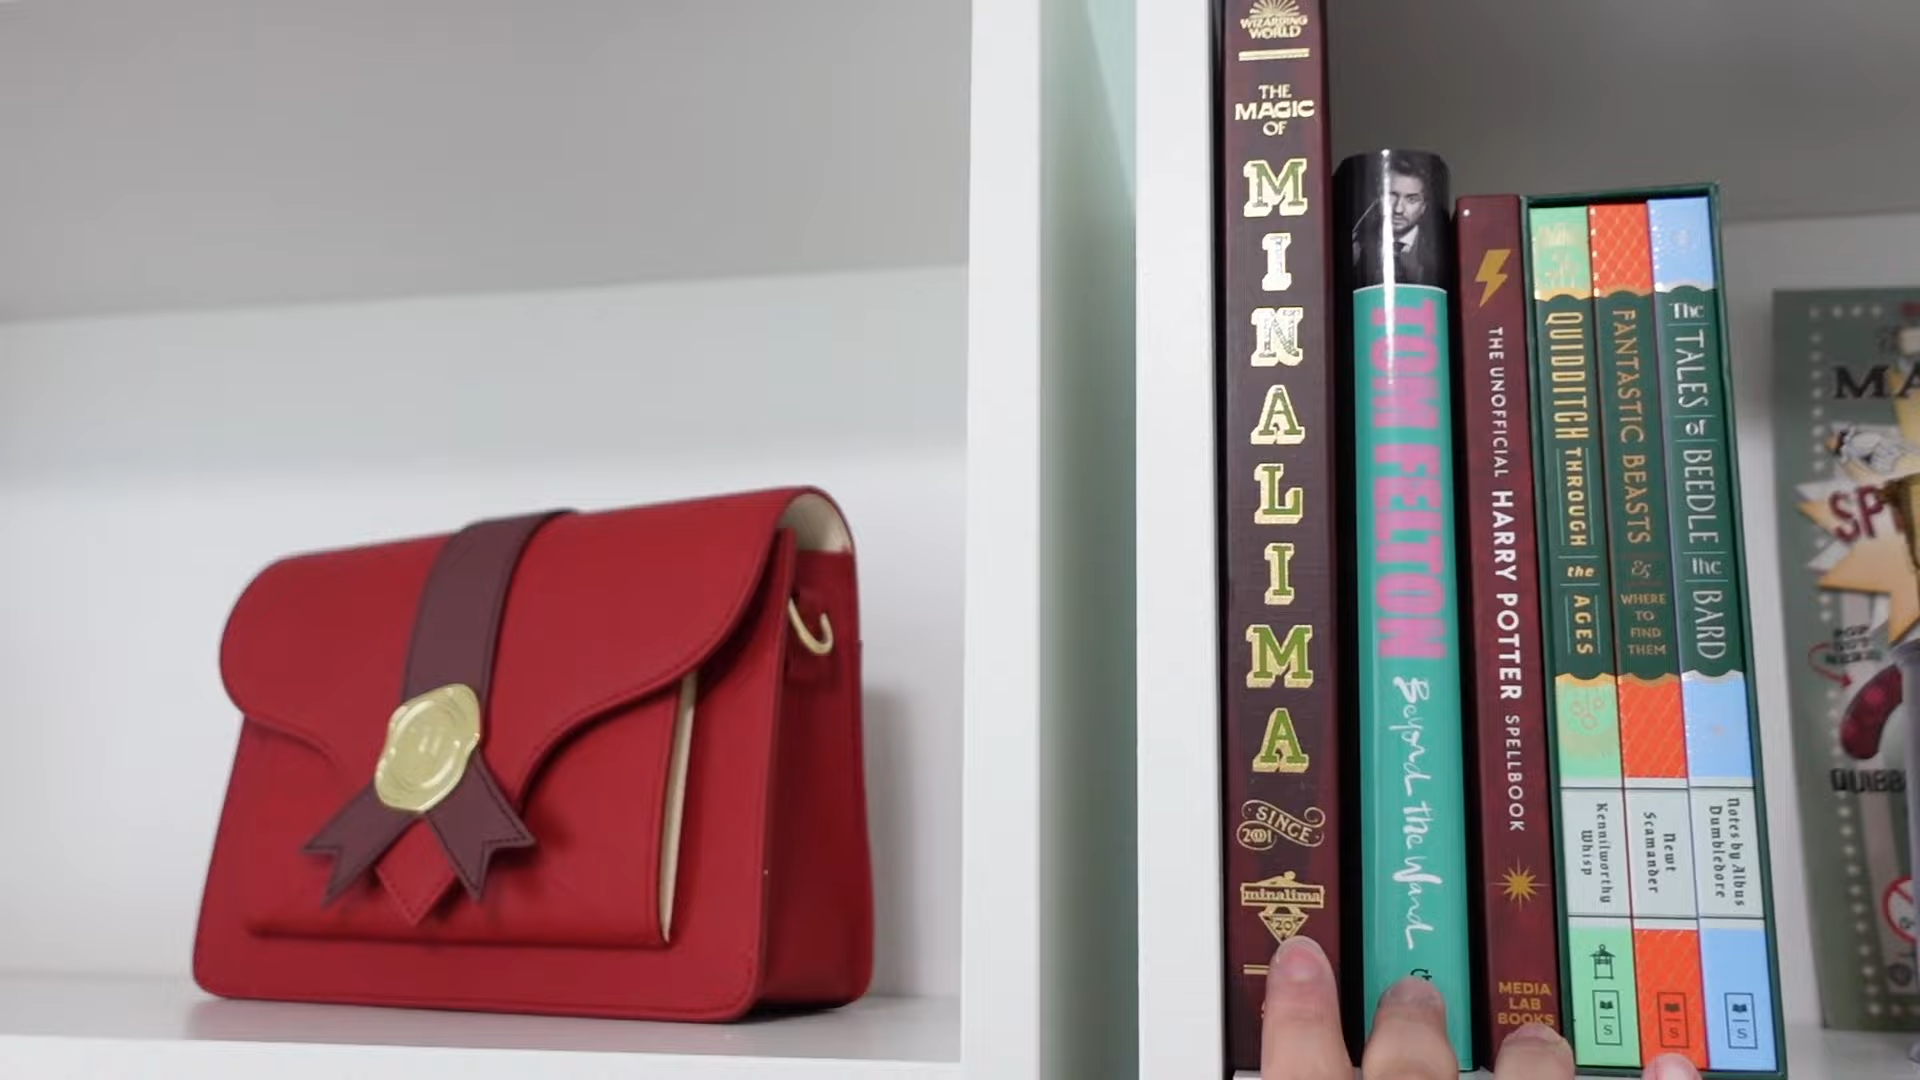 WIZARDING
WORLD
THE
MAGIC
OF
MINALIMA
SINCE
2001
minalima
20
TOM FELTON
Beyond the Wand
THE UNOFFICIAL HARRY POTTER SPELLBOOK
MEDIA
LAB
BOOKS
QUIDDITCH THROUGH the AGES
Kennilworthy
Whisp
S
FANTASTIC BEASTS &
WHERE
TO
FIND
THEM
Newt
Scamander
S
The TALES of BEEDLE the BARD
Notes by Albus
Dumbledore
S